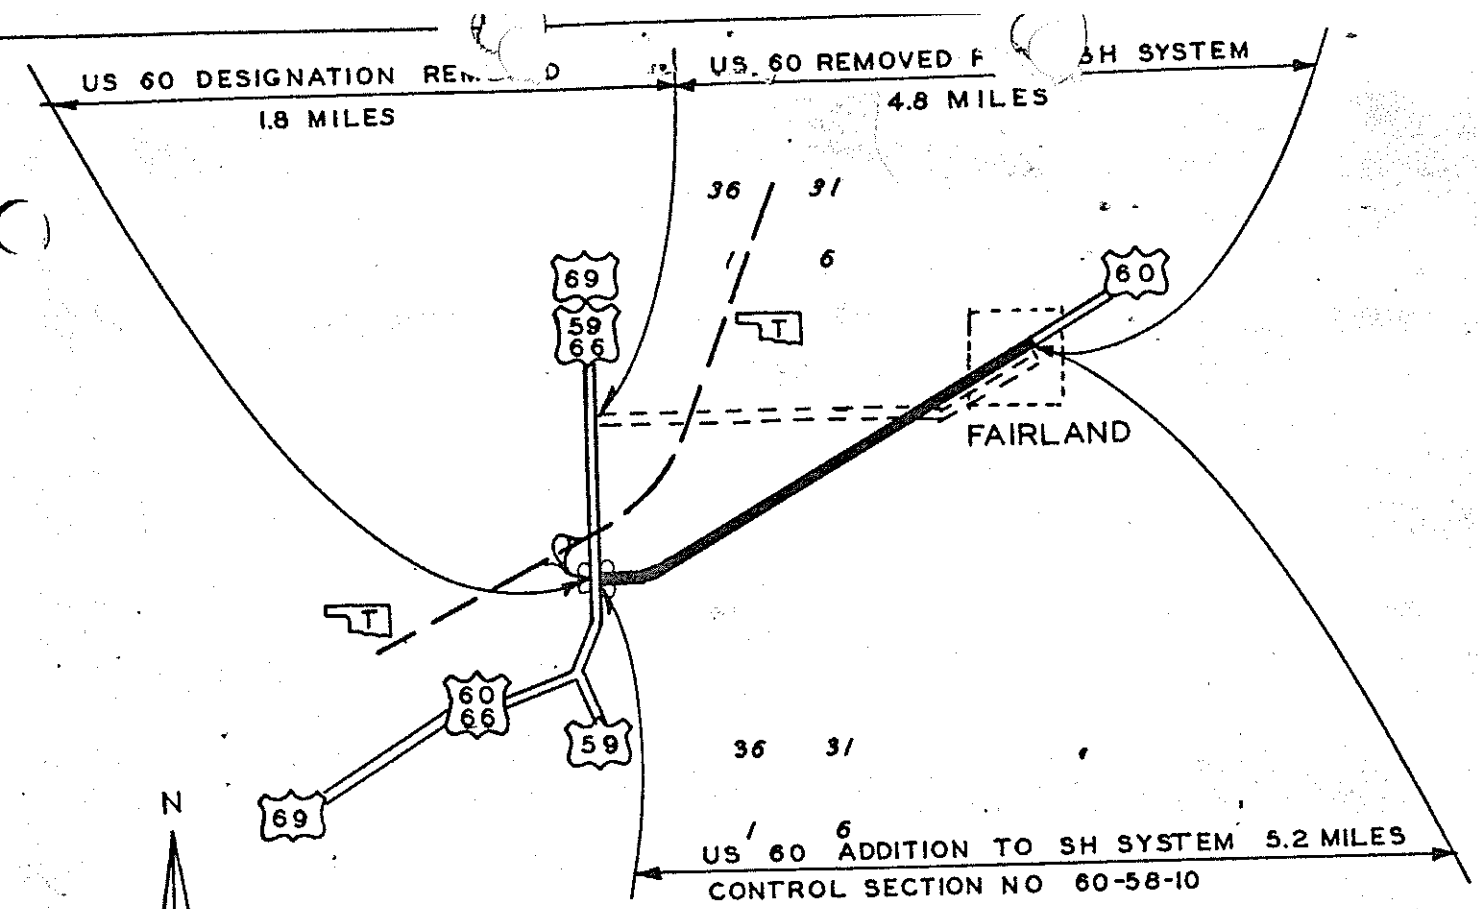 US 60 DESIGNATION
1.8 MILES
US 60 REMOVED SH SYSTEM
4.8 MILES
36 31
1 6
69
59
66
60
T
FAIRLAND
T
60
66
59
69
36 31
1 6
N
US 60 ADDITION TO SH SYSTEM 5.2 MILES
CONTROL SECTION NO 60-58-10